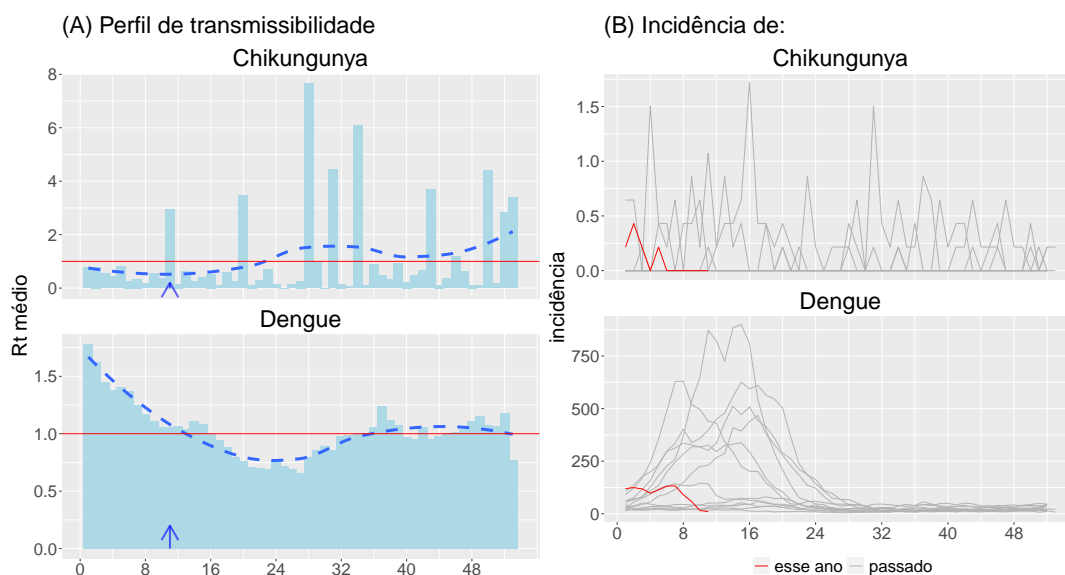 (A) Perfil de transmissibilidade
Chikungunya
8
6
4
2
0
Dengue
1.5
1.0
0.5
0.0
Rt médio
0 8 16 24 32 40 48
(B) Incidência de:
Chikungunya
1.5
1.0
0.5
0.0
Dengue
750
500
250
0
incidência
0 8 16 24 32 40 48
esse ano passado